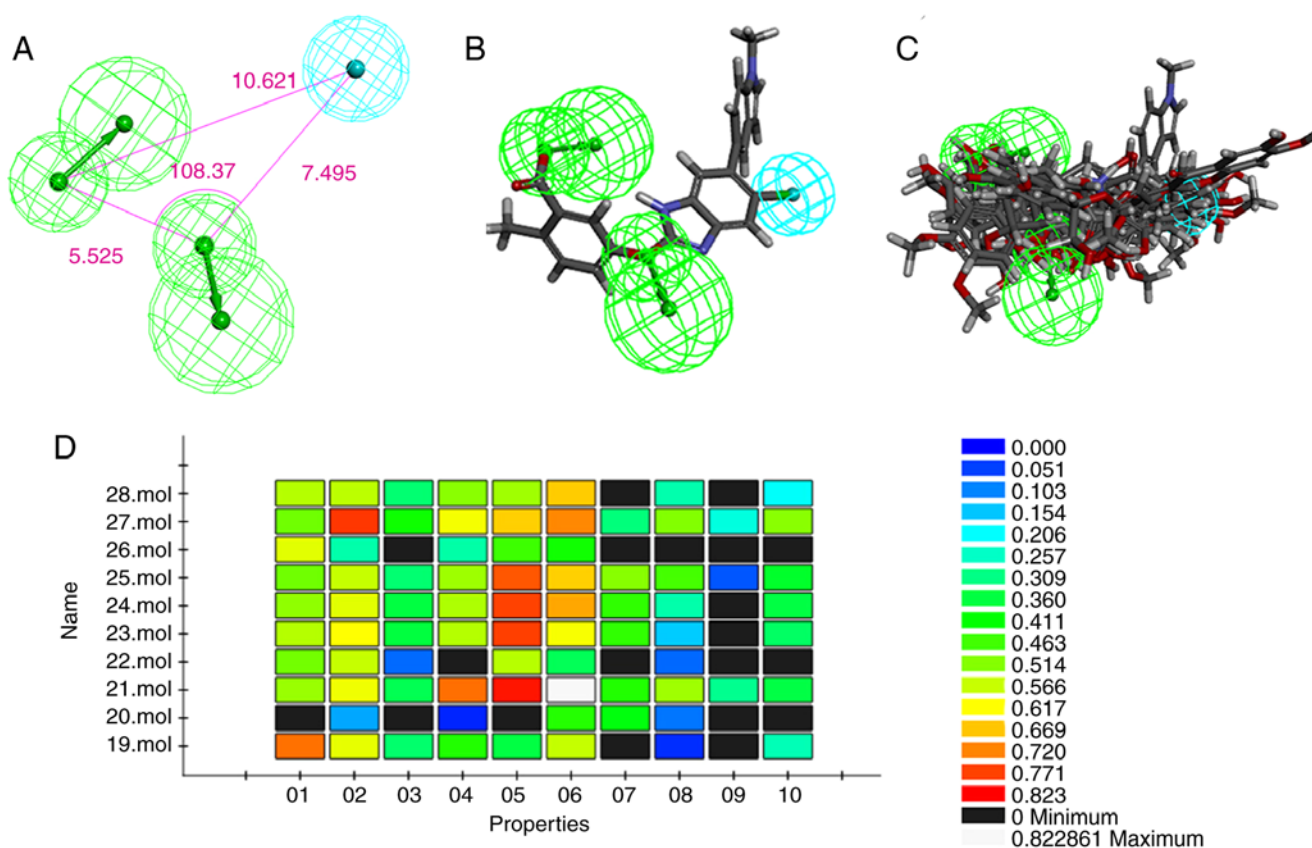 A
10.621
108.37
7.495
5.525
B
C
D
Name
28.mol
27.mol
26.mol
25.mol
24.mol
23.mol
22.mol
21.mol
20.mol
19.mol
01 02 03 04 05 06 07 08 09 10
Properties
0.000
0.051
0.103
0.154
0.206
0.257
0.309
0.360
0.411
0.463
0.514
0.566
0.617
0.669
0.720
0.771
0.823
0 Minimum
0.822861 Maximum